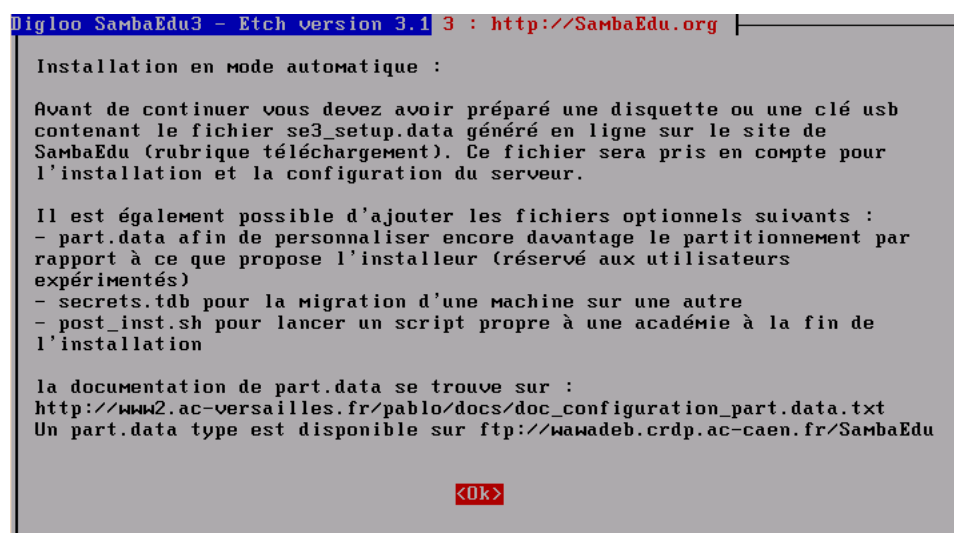 Digloo SambaEdu3 - Etch version 3.1 3 : http://SambaEdu.org
Installation en mode automatique :
Avant de continuer vous devez avoir préparé une disquette ou une clé usb
contenant le fichier se3_setup.data généré en ligne sur le site de
SambaEdu (rubrique téléchargement). Ce fichier sera pris en compte pour
l'installation et la configuration du serveur.
Il est également possible d'ajouter les fichiers optionnels suivants :
- part.data afin de personnaliser encore davantage le partitionnement par
rapport à ce que propose l'installeur (réservé aux utilisateurs
expérimentés)
- secrets.tdb pour la migration d'une machine sur une autre
- post_inst.sh pour lancer un script propre à une académie à la fin de
l'installation
la documentation de part.data se trouve sur :
http://www2.ac-versailles.fr/pablo/docs/doc_configuration_part.data.txt
Un part.data type est disponible sur ftp://wawadeb.crdp.ac-caen.fr/SambaEdu
<Ok>